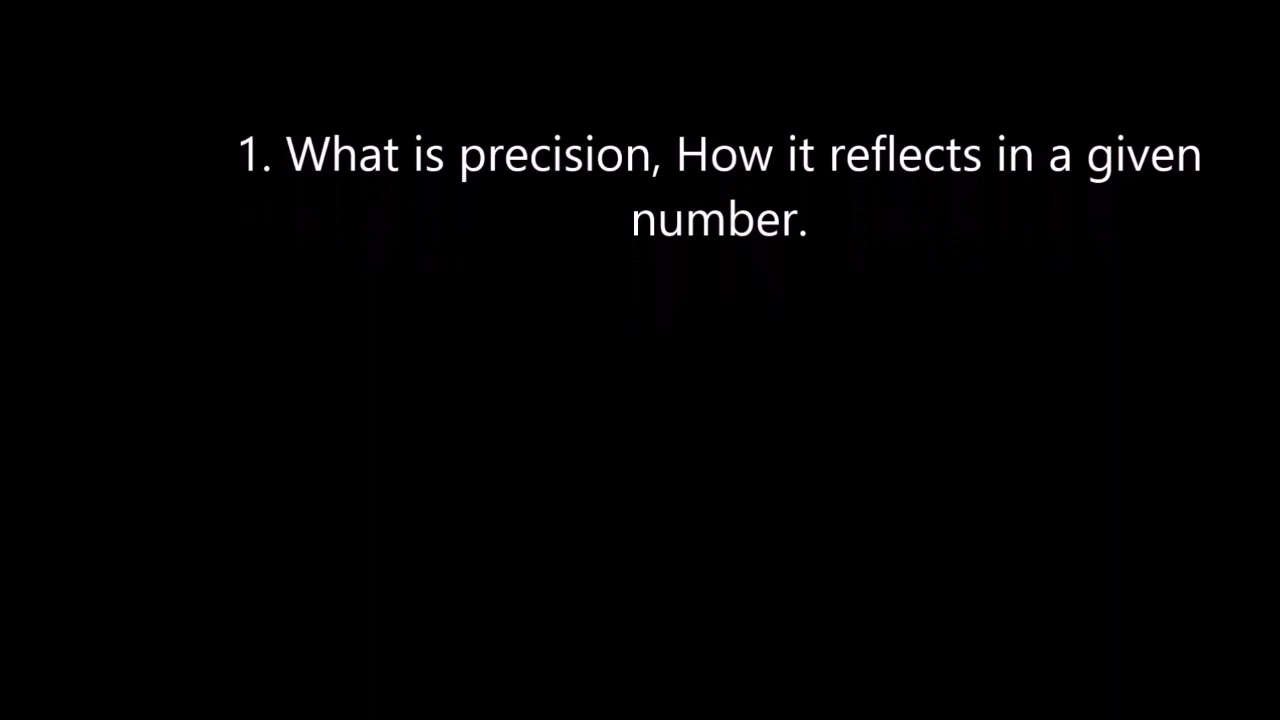 1. What is precision, How it reflects in a given
number.